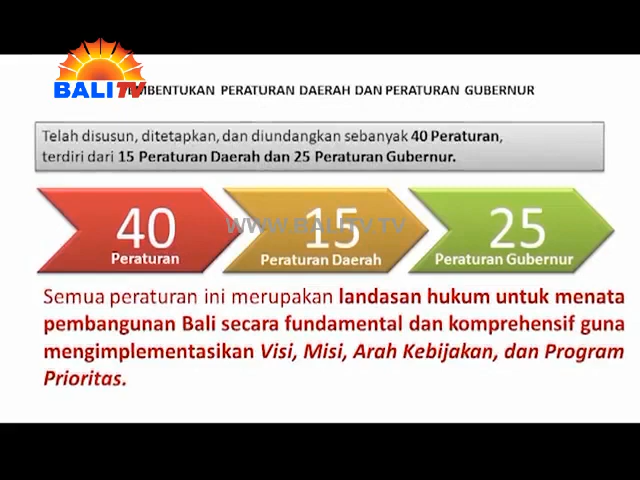 BALI TV
EMBENTUKAN PERATURAN DAERAH DAN PERATURAN GUBERNUR
Telah disusun, ditetapkan, dan diundangkan sebanyak 40 Peraturan,
terdiri dari 15 Peraturan Daerah dan 25 Peraturan Gubernur.
40
Peraturan
15
Peraturan Daerah
25
Peraturan Gubernur
WWW.BALITV.TV
Semua peraturan ini merupakan landasan hukum untuk menata
pembangunan Bali secara fundamental dan komprehensif guna
mengimplementasikan Visi, Misi, Arah Kebijakan, dan Program
Prioritas.